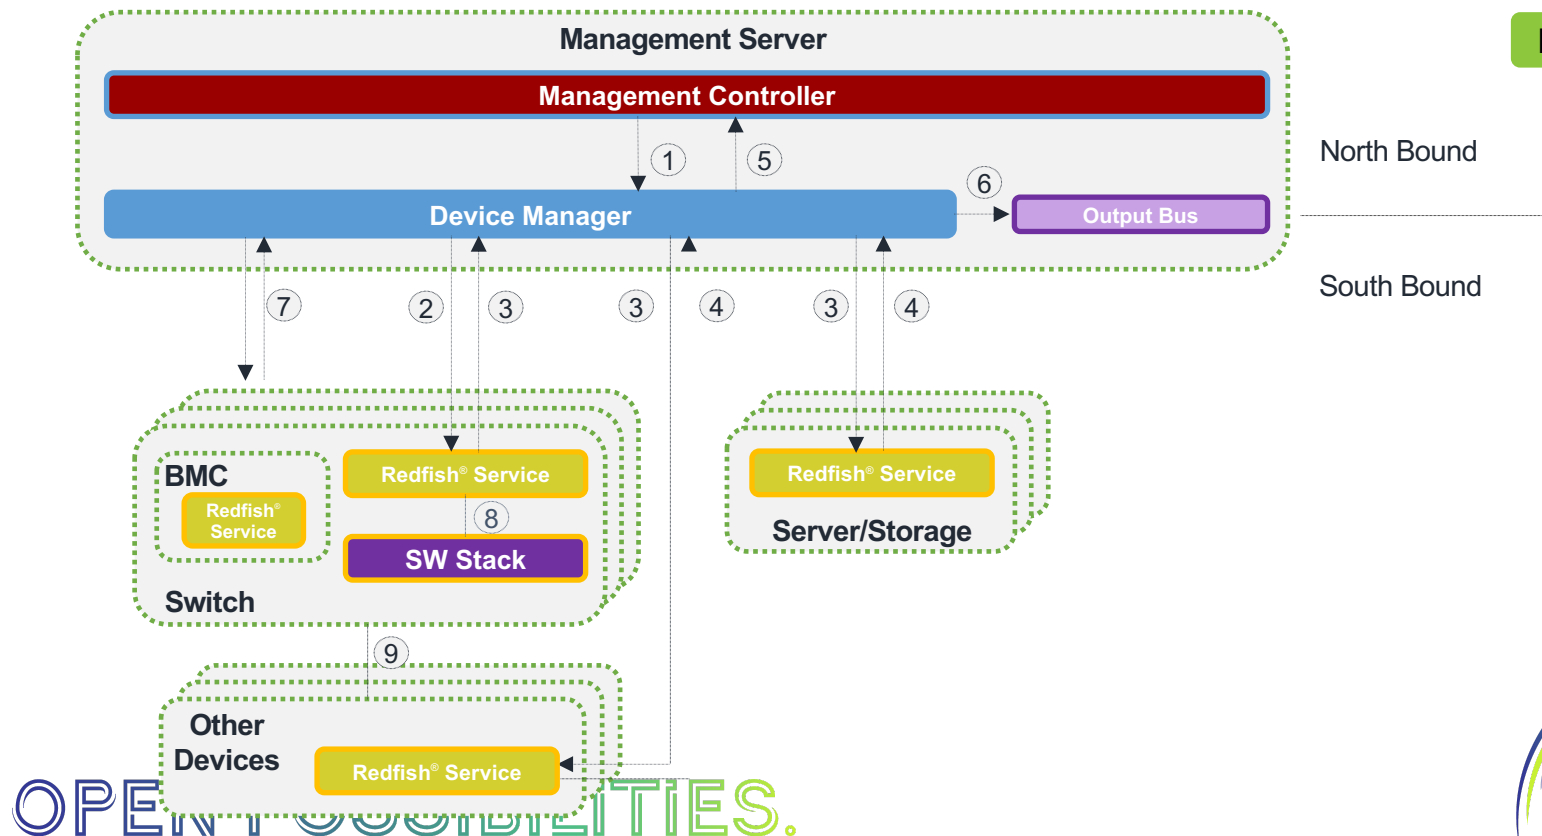 Management Server
Management Controller
North Bound
1
5
6
Device Manager
Output Bus
South Bound
7
2
3
3
4
3
4
BMC
Redfish® Service
Redfish®
Service
8
SW Stack
Switch
Redfish® Service
Server/Storage
9
Other
Devices
Redfish® Service
OPEN POSSIBILITIES.